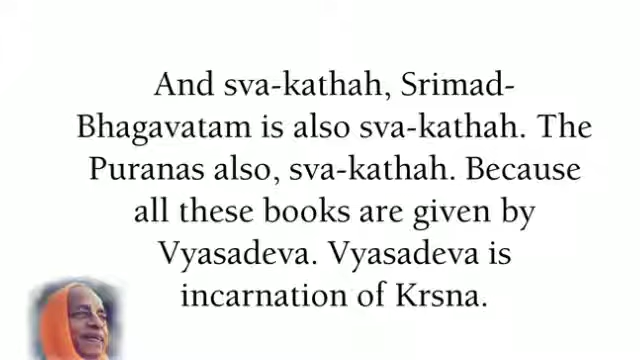 And sva-kathah, Srimad-
Bhagavatam is also sva-kathah. The
Puranas also, sva-kathah. Because
all these books are given by
Vyasadeva. Vyasadeva is
incarnation of Krsna.